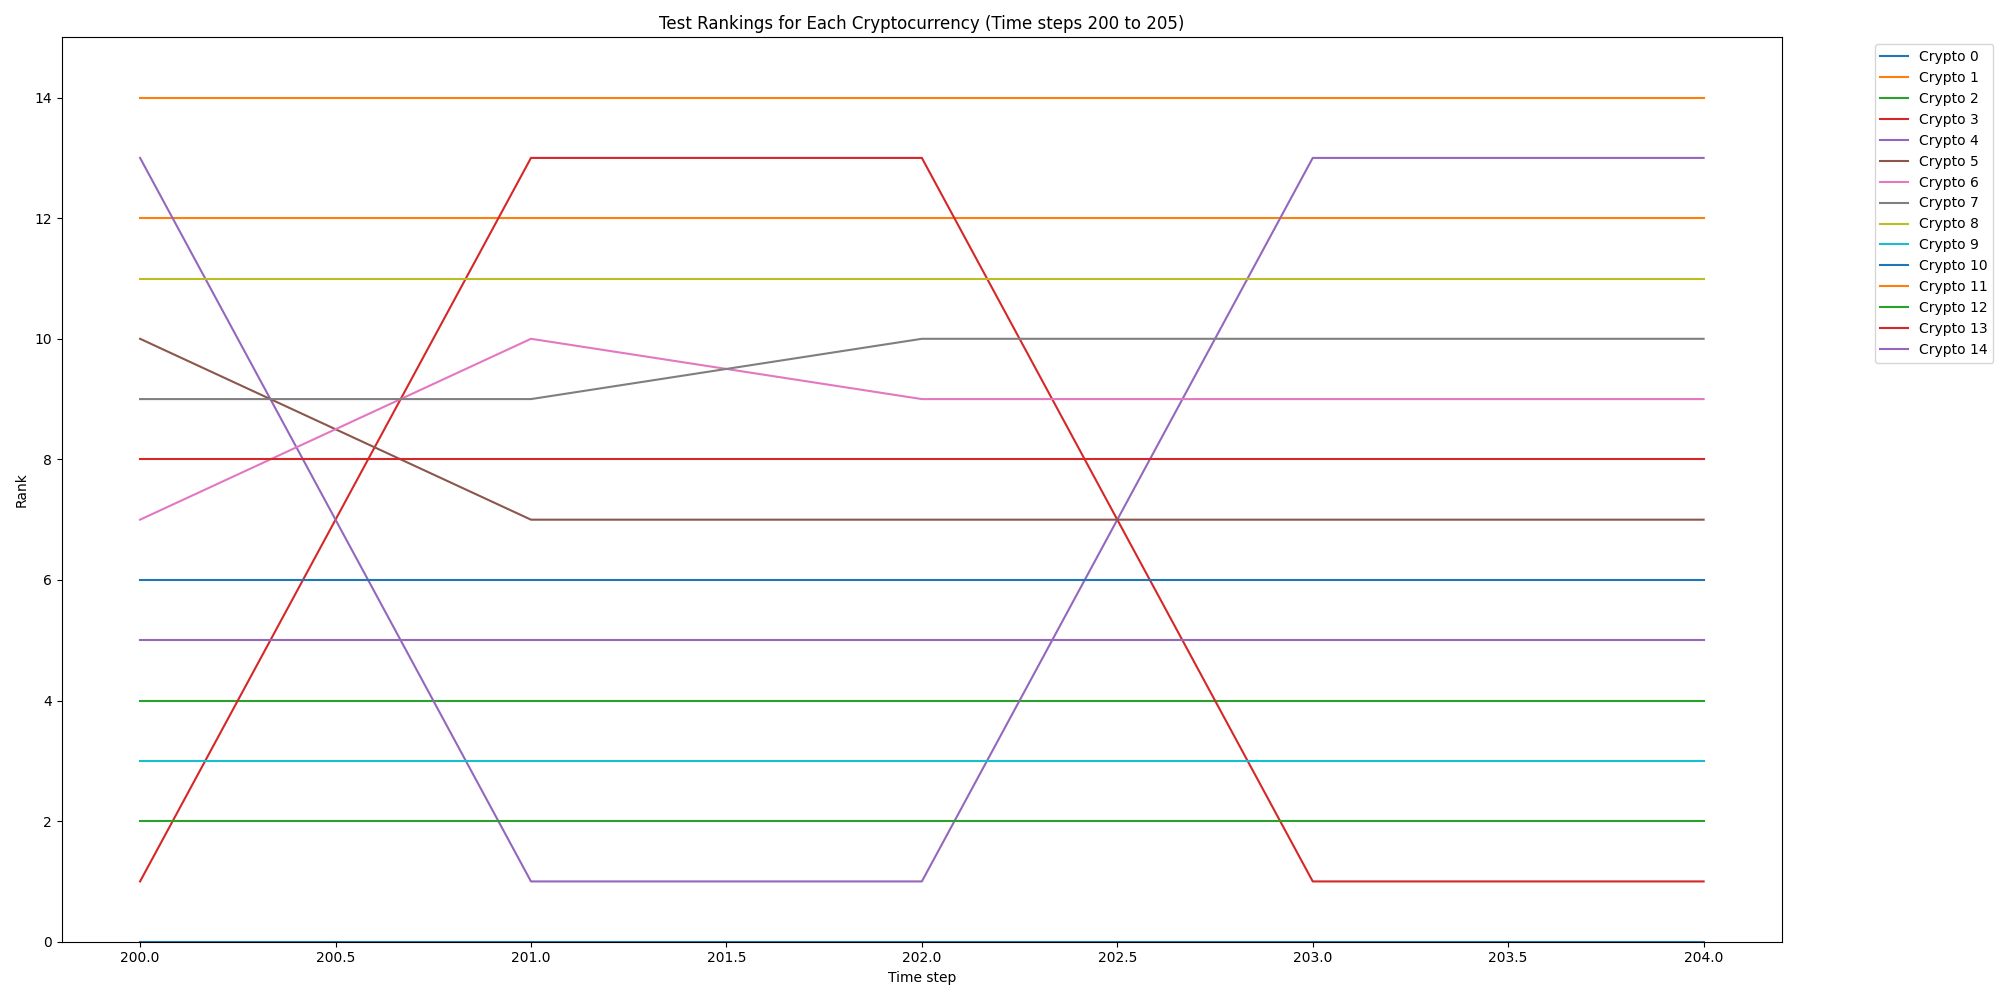 Test Rankings for Each Cryptocurrency (Time steps 200 to 205)
Crypto 0
Crypto 1
Crypto 2
Crypto 3
Crypto 4
Crypto 5
Crypto 6
Crypto 7
Crypto 8
Crypto 9
Crypto 10
Crypto 11
Crypto 12
Crypto 13
Crypto 14
Rank
14
12
10
8
6
4
2
0
200.0 200.5 201.0 201.5 202.0 202.5 203.0 203.5 204.0
Time step